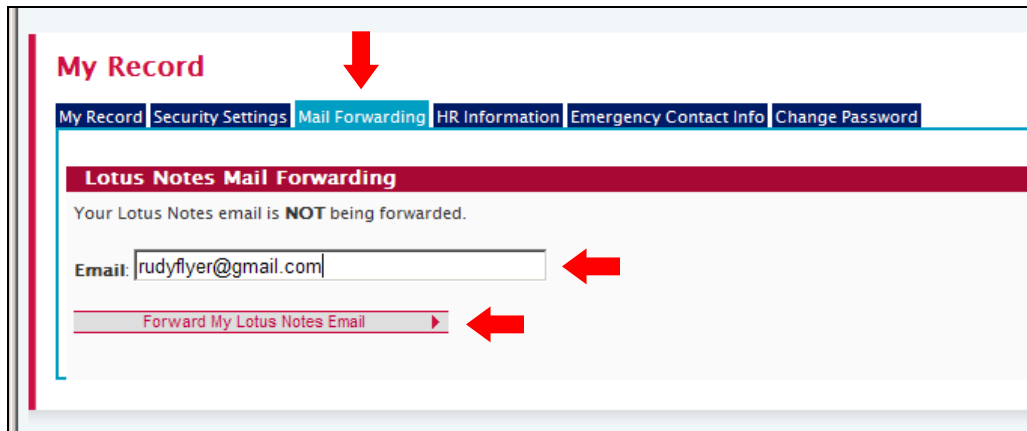 My Record
My Record Security Settings Mail Forwarding HR Information Emergency Contact Info Change Password
Lotus Notes Mail Forwarding
Your Lotus Notes email is NOT being forwarded.
Email: rudyflyer@gmail.com
Forward My Lotus Notes Email